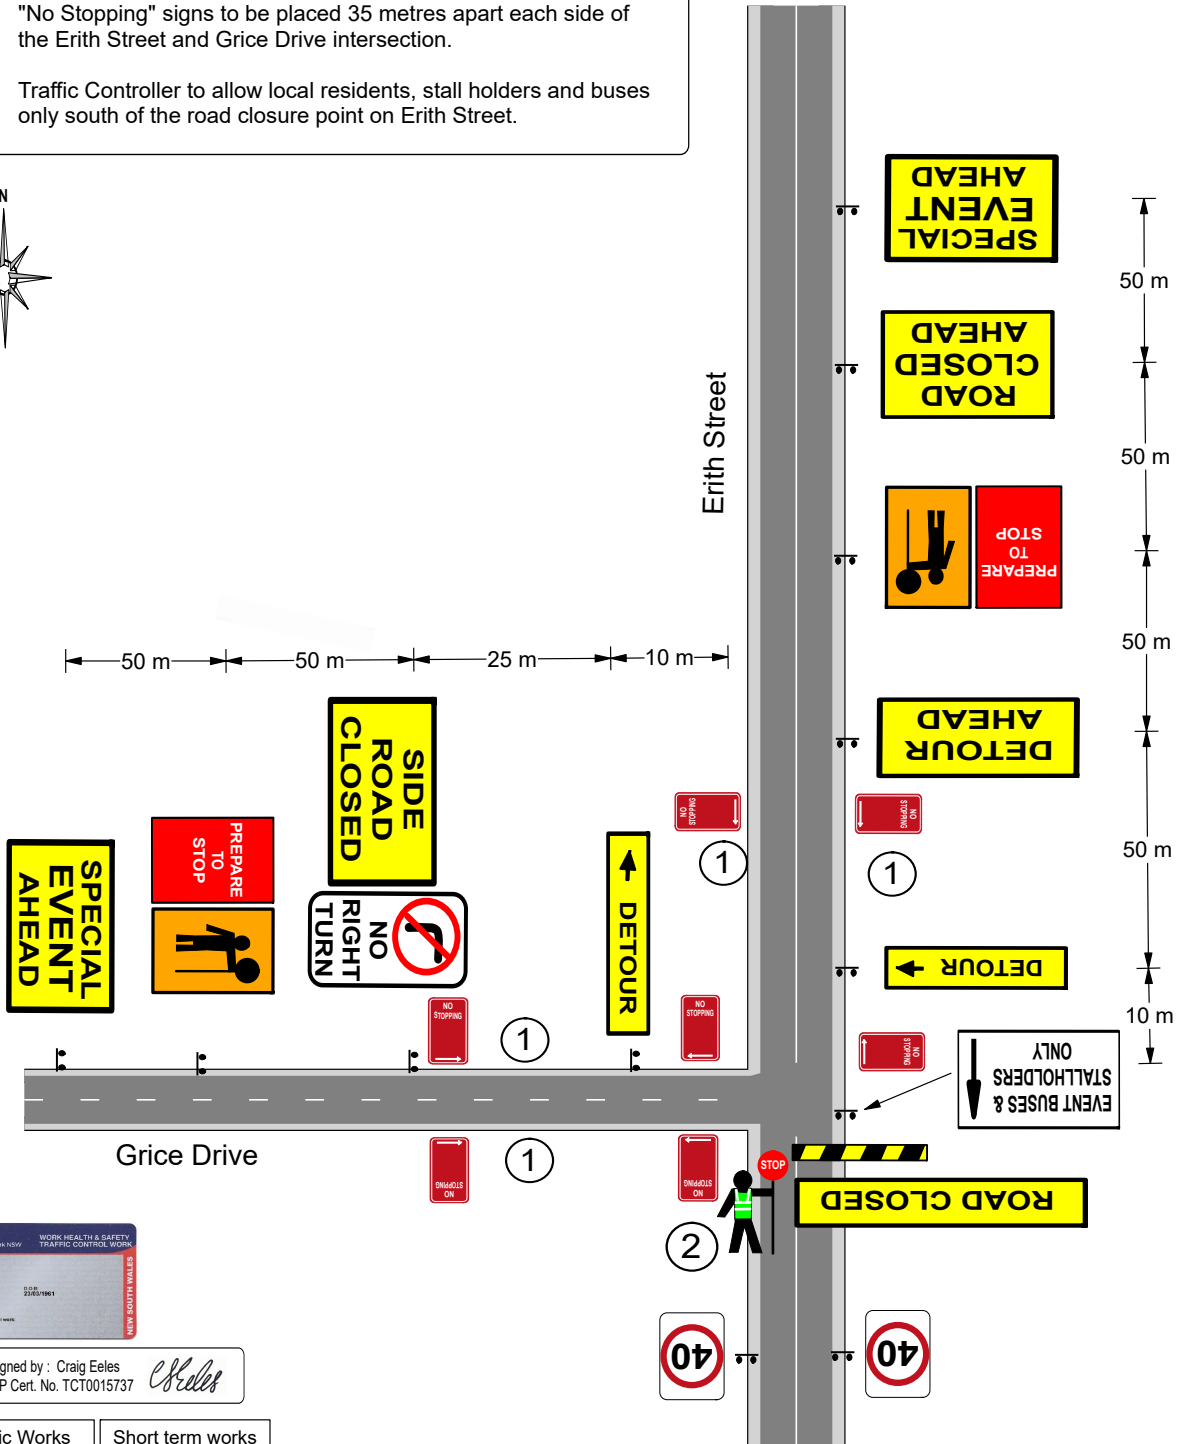 "No Stopping" signs to be placed 35 metres apart each side of
the Erith Street and Grice Drive intersection.
Traffic Controller to allow local residents, stall holders and buses
only south of the road closure point on Erith Street.
N
SPECIAL
EVENT
AHEAD
50 m
ROAD
CLOSED
AHEAD
50 m
Erith Street
PREPARE
TO
STOP
50 m
50 m
50 m
25 m
10 m
DETOUR
AHEAD
SIDE
ROAD
CLOSED
NO
STOPPING
NO
STOPPING
1
1
50 m
PREPARE
TO
STOP
SPECIAL
EVENT
AHEAD
NO
RIGHT
TURN
DETOUR
DETOUR
10 m
NO
STOPPING
NO
STOPPING
1
NO
STOPPING
EVENT BUSES &
STALLHOLDERS
ONLY
Grice Drive
NO
STOPPING
1
NO
STOPPING
STOP
ROAD CLOSED
2
WORK HEALTH & SAFETY
TRAFFIC CONTROL WORK
NSW
D.O.B
23/03/1961
NEW SOUTH WALES
40
40
gned by : Craig Eeles
P Cert. No. TCT0015737
CEeles
ic Works
Short term works